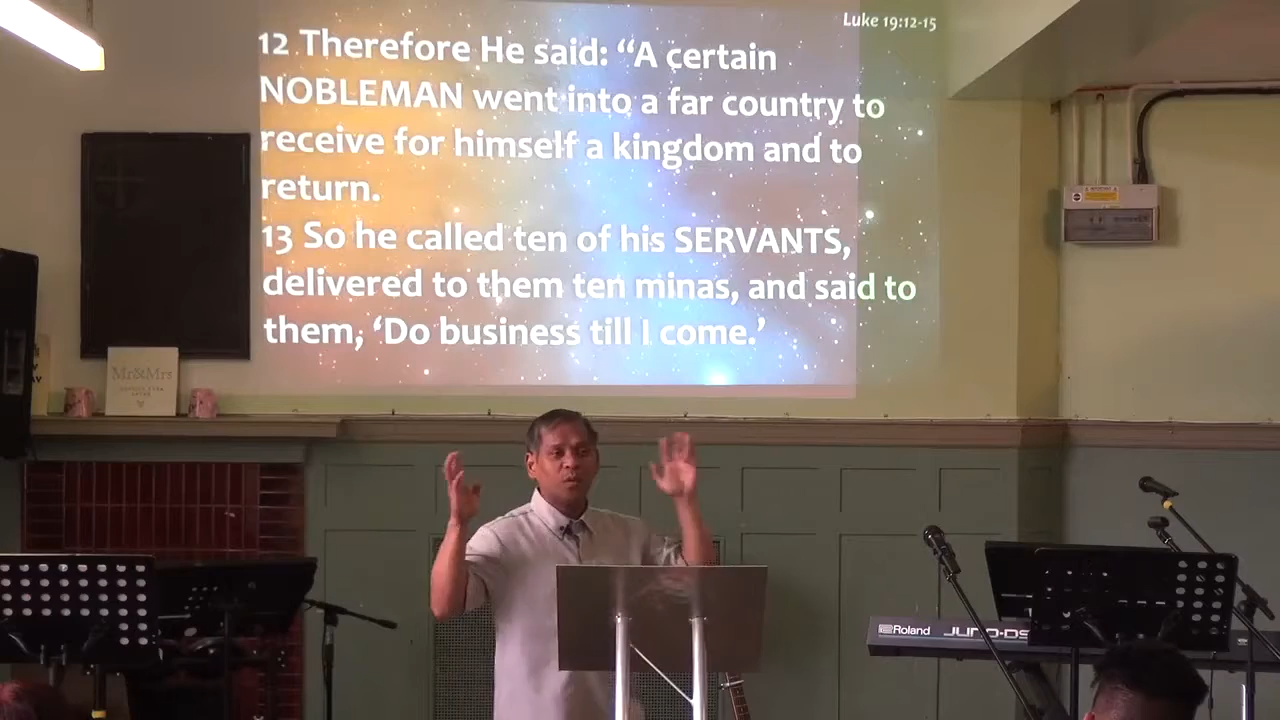 Luke 19:12-15
12 Therefore He said: “A certain
NOBLEMAN went into a far country to
receive for himself a kingdom and to
return.
13 So he called ten of his SERVANTS,
delivered to them ten minas, and said to
them, ‘Do business till I come.’
Mr&Mrs
Roland
JUNO-DS